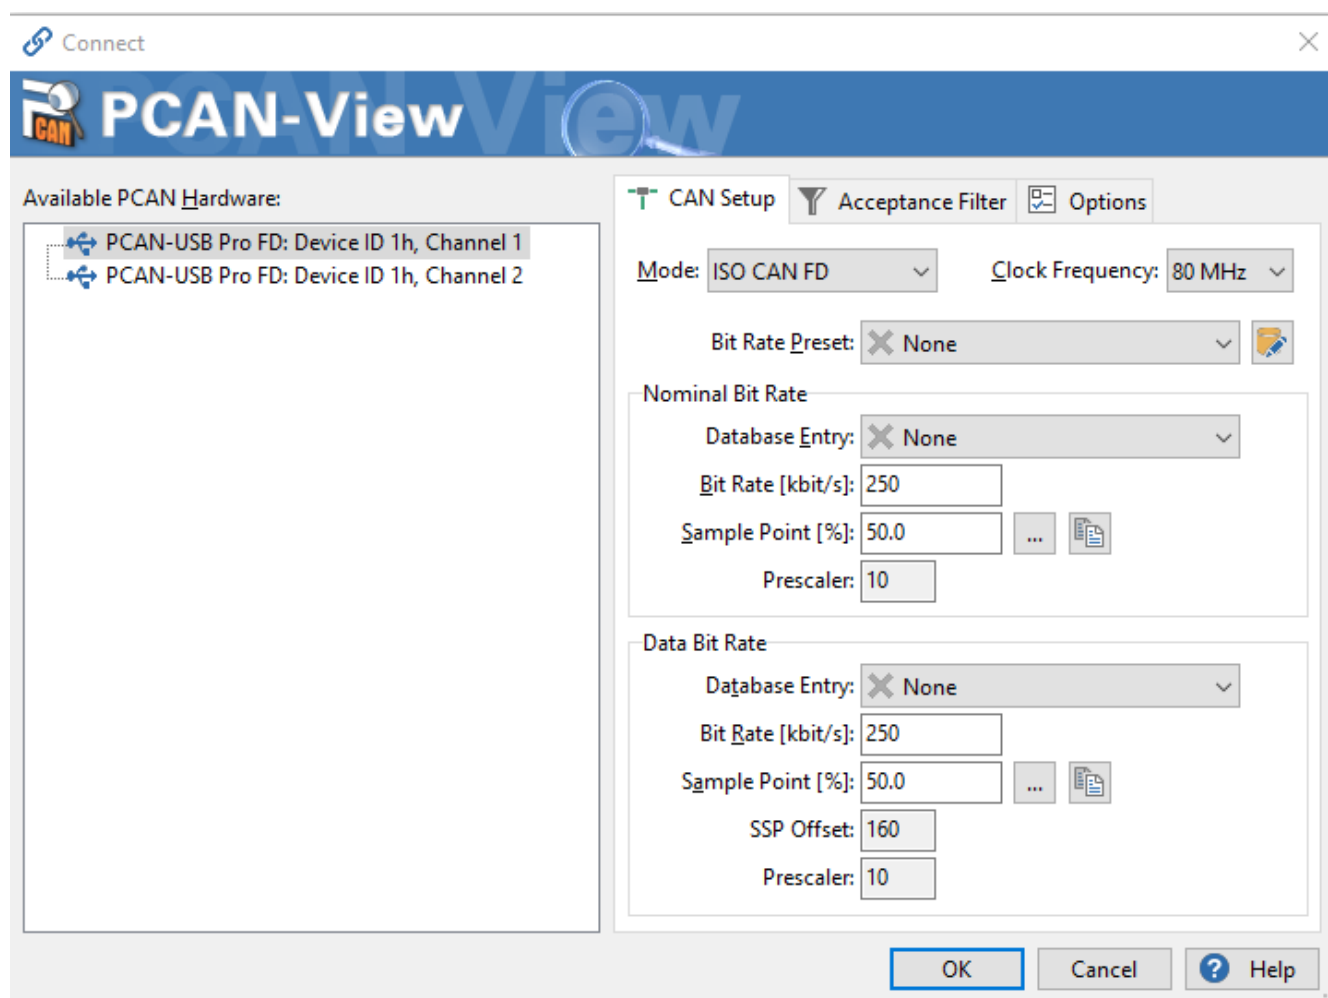 Connect
PCAN-View
Available PCAN Hardware:
PCAN-USB Pro FD: Device ID 1h, Channel 1
PCAN-USB Pro FD: Device ID 1h, Channel 2
CAN Setup
Acceptance Filter
Options
Mode: ISO CAN FD
Clock Frequency: 80 MHz
Bit Rate Preset: None
Nominal Bit Rate
Database Entry: None
Bit Rate [kbit/s]: 250
Sample Point [%]: 50.0 ...
Prescaler: 10
Data Bit Rate
Database Entry: None
Bit Rate [kbit/s]: 250
Sample Point [%]: 50.0 ...
SSP Offset: 160
Prescaler: 10
OK
Cancel
Help